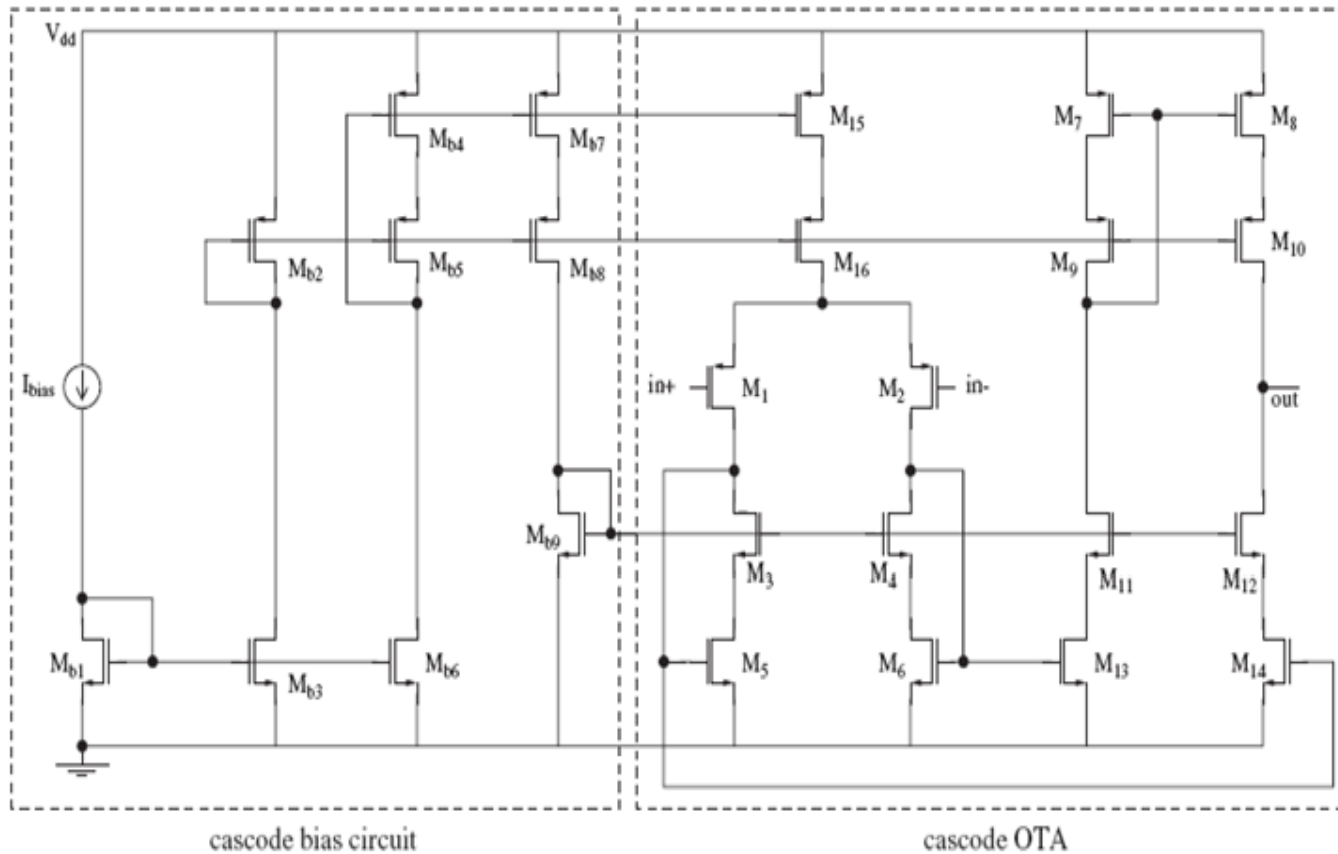 V_dd
M_b4
M_b7
M_15
M_7
M_8
M_b2
M_b5
M_b8
M_16
M_9
M_10
I_bias
in+
M_1
M_2
in-
out
M_b9
M_3
M_4
M_11
M_12
M_b1
M_b3
M_b6
M_5
M_6
M_13
M_14
cascode bias circuit
cascode OTA